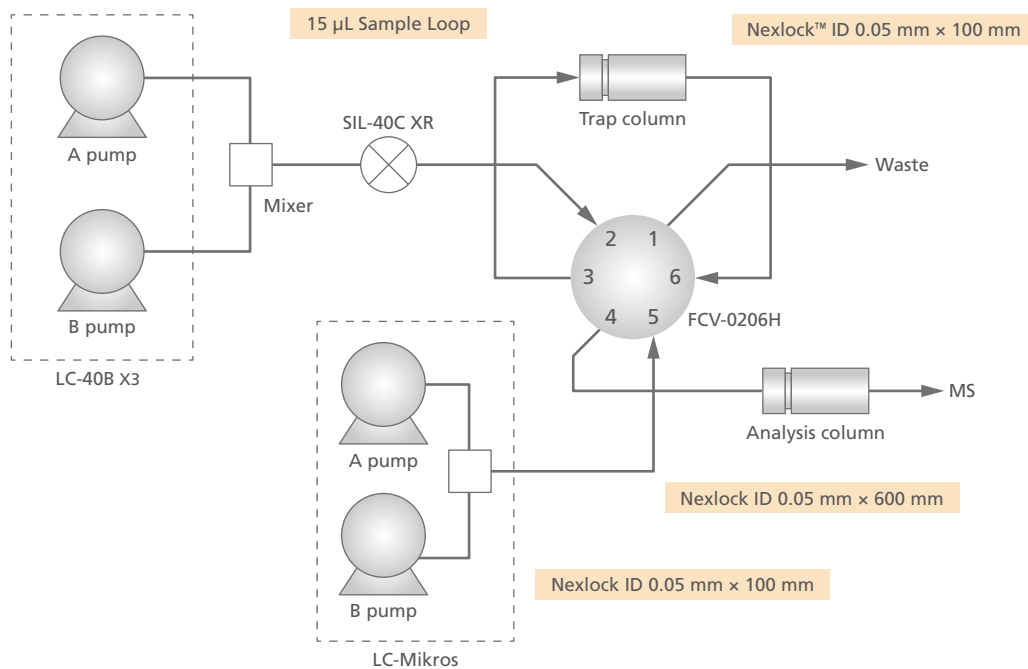 15 µL Sample Loop
Nexlock™ ID 0.05 mm × 100 mm
A pump
B pump
Mixer
LC-40B X3
SIL-40C XR
Trap column
Waste
2 1
3 6
4 5
FCV-0206H
A pump
B pump
LC-Mikros
MS
Analysis column
Nexlock ID 0.05 mm × 600 mm
Nexlock ID 0.05 mm × 100 mm